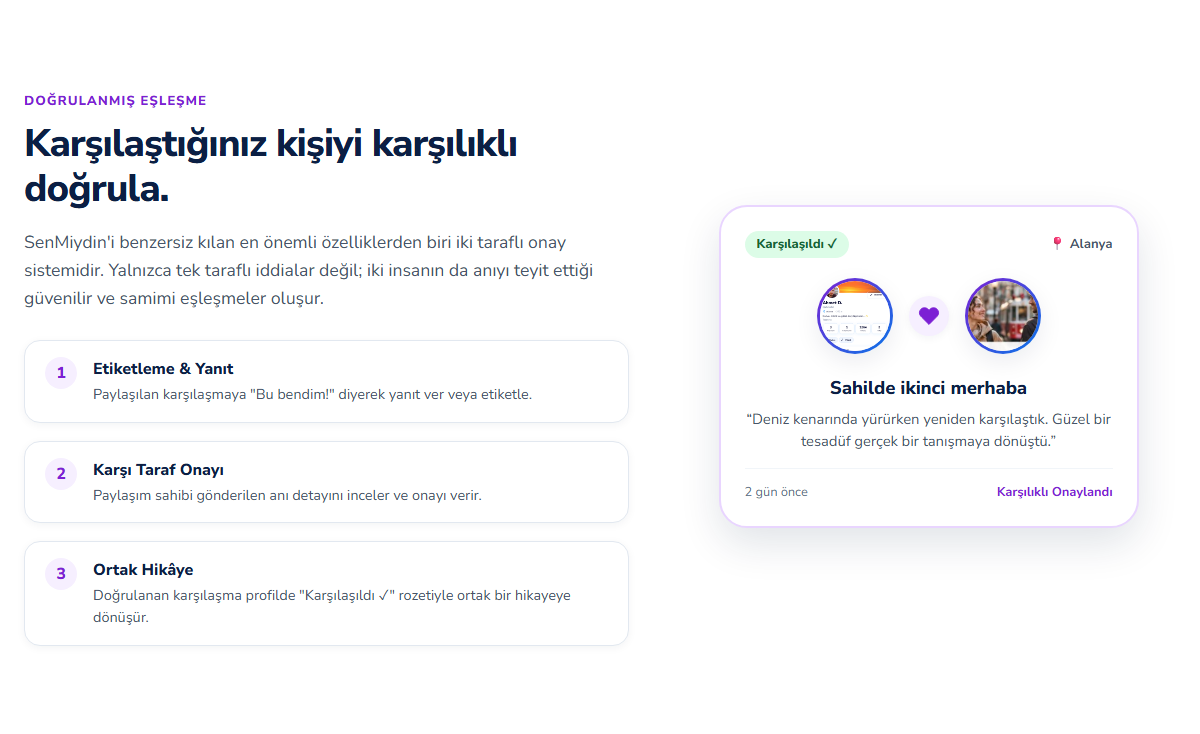 DOĞRULANMIŞ EŞLEŞME
Karşılaştığınız kişiyi karşılıklı
doğrula.
SenMiydin'i benzersiz kılan en önemli özelliklerden biri iki taraflı onay
sistemidir. Yalnızca tek taraflı iddialar değil; iki insanın da anıyı teyit ettiği
güvenilir ve samimi eşleşmeler oluşur.
1
Etiketleme & Yanıt
Paylaşılan karşılaşmaya "Bu bendim!" diyerek yanıt ver veya etiketle.
2
Karşı Taraf Onayı
Paylaşım sahibi gönderilen anı detayını inceler ve onayı verir.
3
Ortak Hikâye
Doğrulanan karşılaşma profilde "Karşılaşıldı ✓" rozetiyle ortak bir hikayeye
dönüşür.
Karşılaşıldı ✓
Alanya
Ahmet D.
Sahilde ikinci merhaba
“Deniz kenarında yürürken yeniden karşılaştık. Güzel bir
tesadüf gerçek bir tanışmaya dönüştü.”
2 gün önce
Karşılıklı Onaylandı